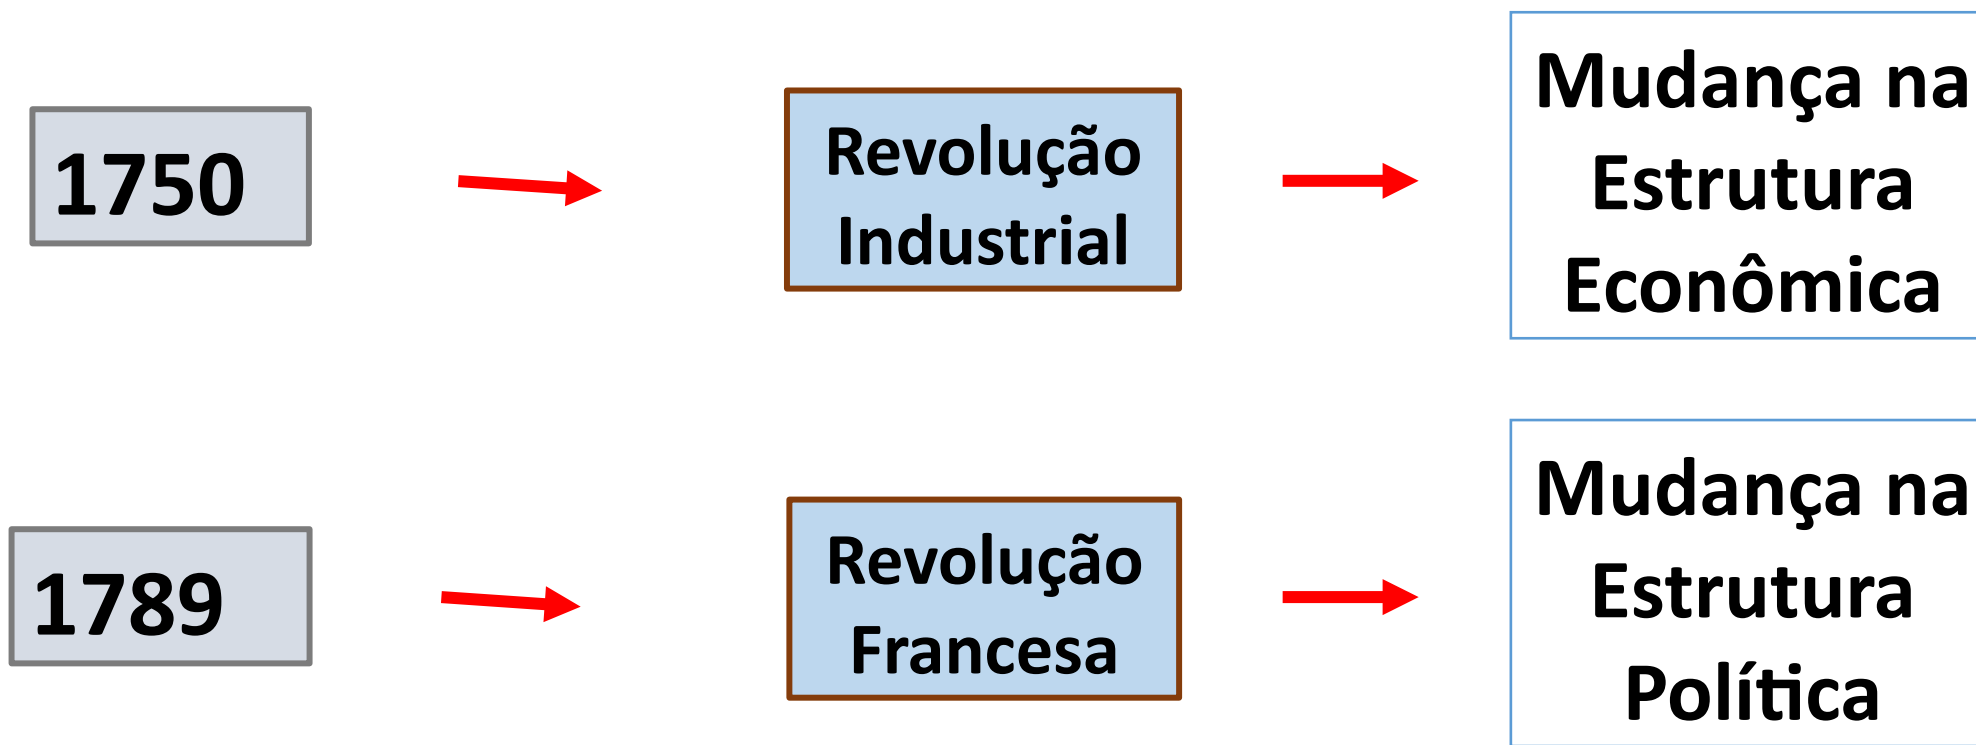 1750
Revolução
Industrial
Mudança na
Estrutura
Econômica
1789
Revolução
Francesa
Mudança na
Estrutura
Política